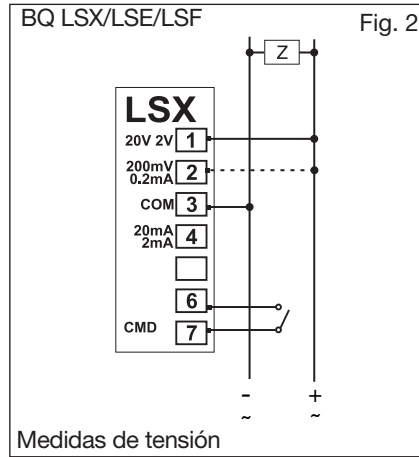 BQ LSX/LSE/LSF
Fig. 2
Z
LSX
20V 2V 1
200mV
0.2mA 2
COM 3
20mA
2mA 4
6
CMD 7
- +
~ ~
Medidas de tensión